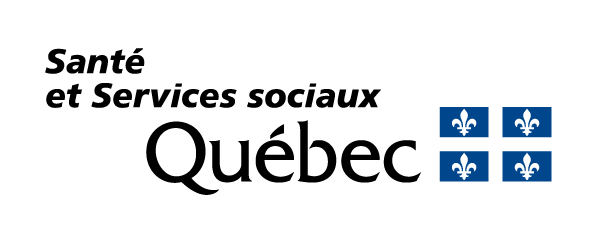 Santé
et Services sociaux
Québec